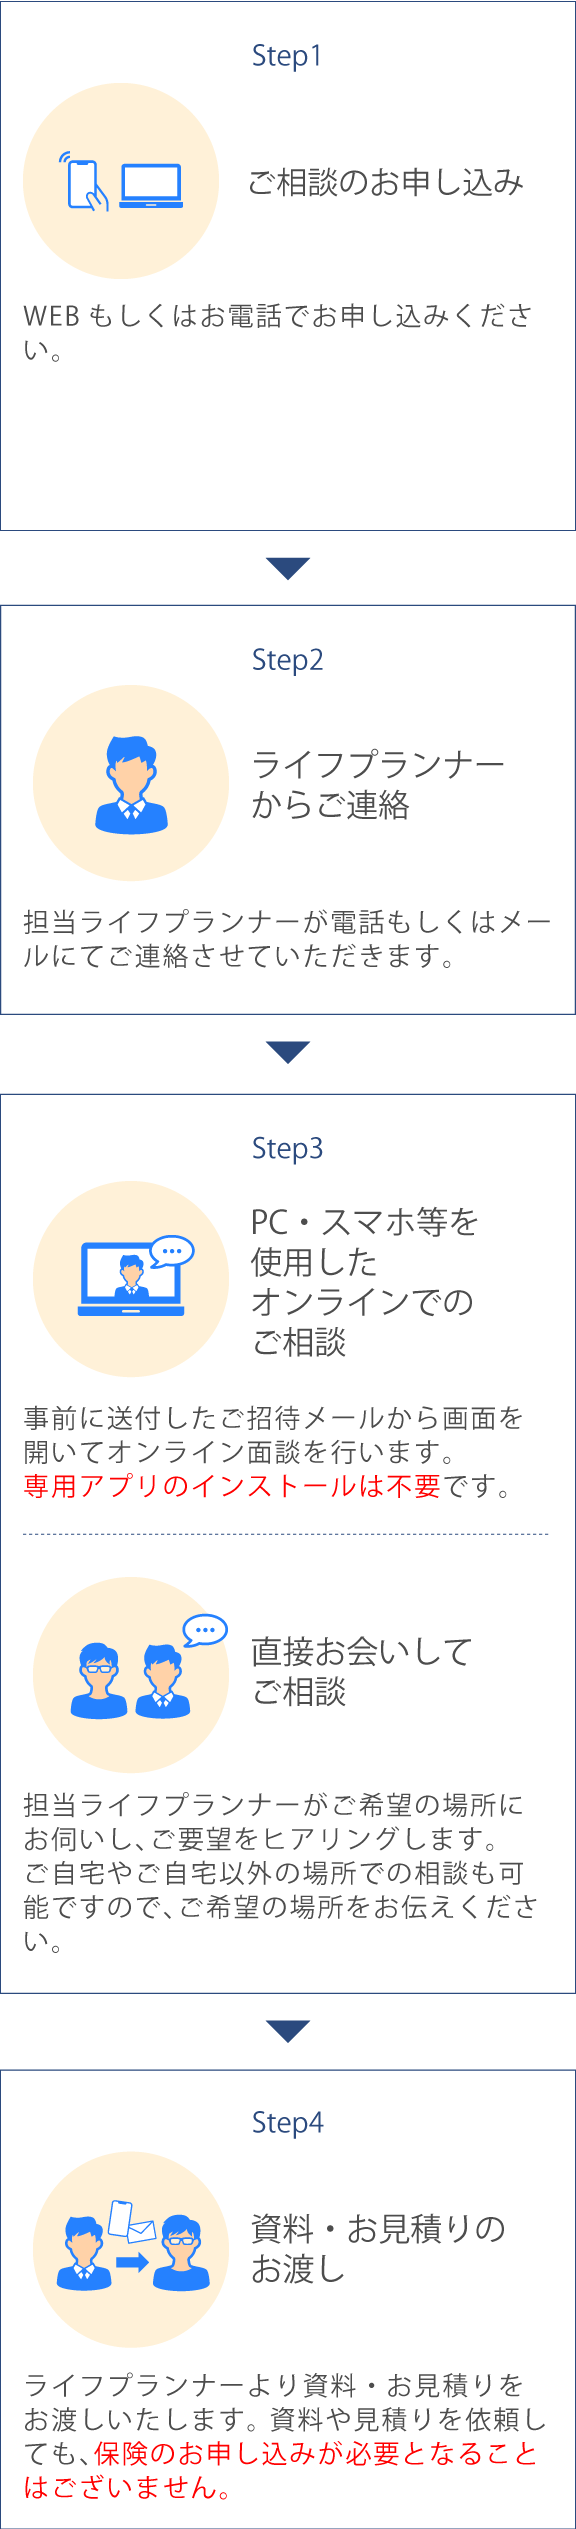 Step1
ご相談のお申し込み
WEB もしくはお電話でお申し込みくださ
い。
Step2
ライフプランナー
からご連絡
担当ライフプランナーが電話もしくはメー
ルにてご連絡させていただきます。
Step3
PC・スマホ等を
使用した
オンラインでの
ご相談
事前に送付したご招待メールから画面を
開いてオンライン面談を行います。
専用アプリのインストールは不要です。
直接お会いして
ご相談
担当ライフプランナーがご希望の場所に
お伺いし、ご要望をヒアリングします。
ご自宅やご自宅以外の場所での相談も可
能ですので、ご希望の場所をお伝えくださ
い。
Step4
資料・お見積りの
お渡し
ライフプランナーより資料・お見積りを
お渡しいたします。資料や見積りを依頼し
ても、保険のお申し込みが必要となること
はございません。